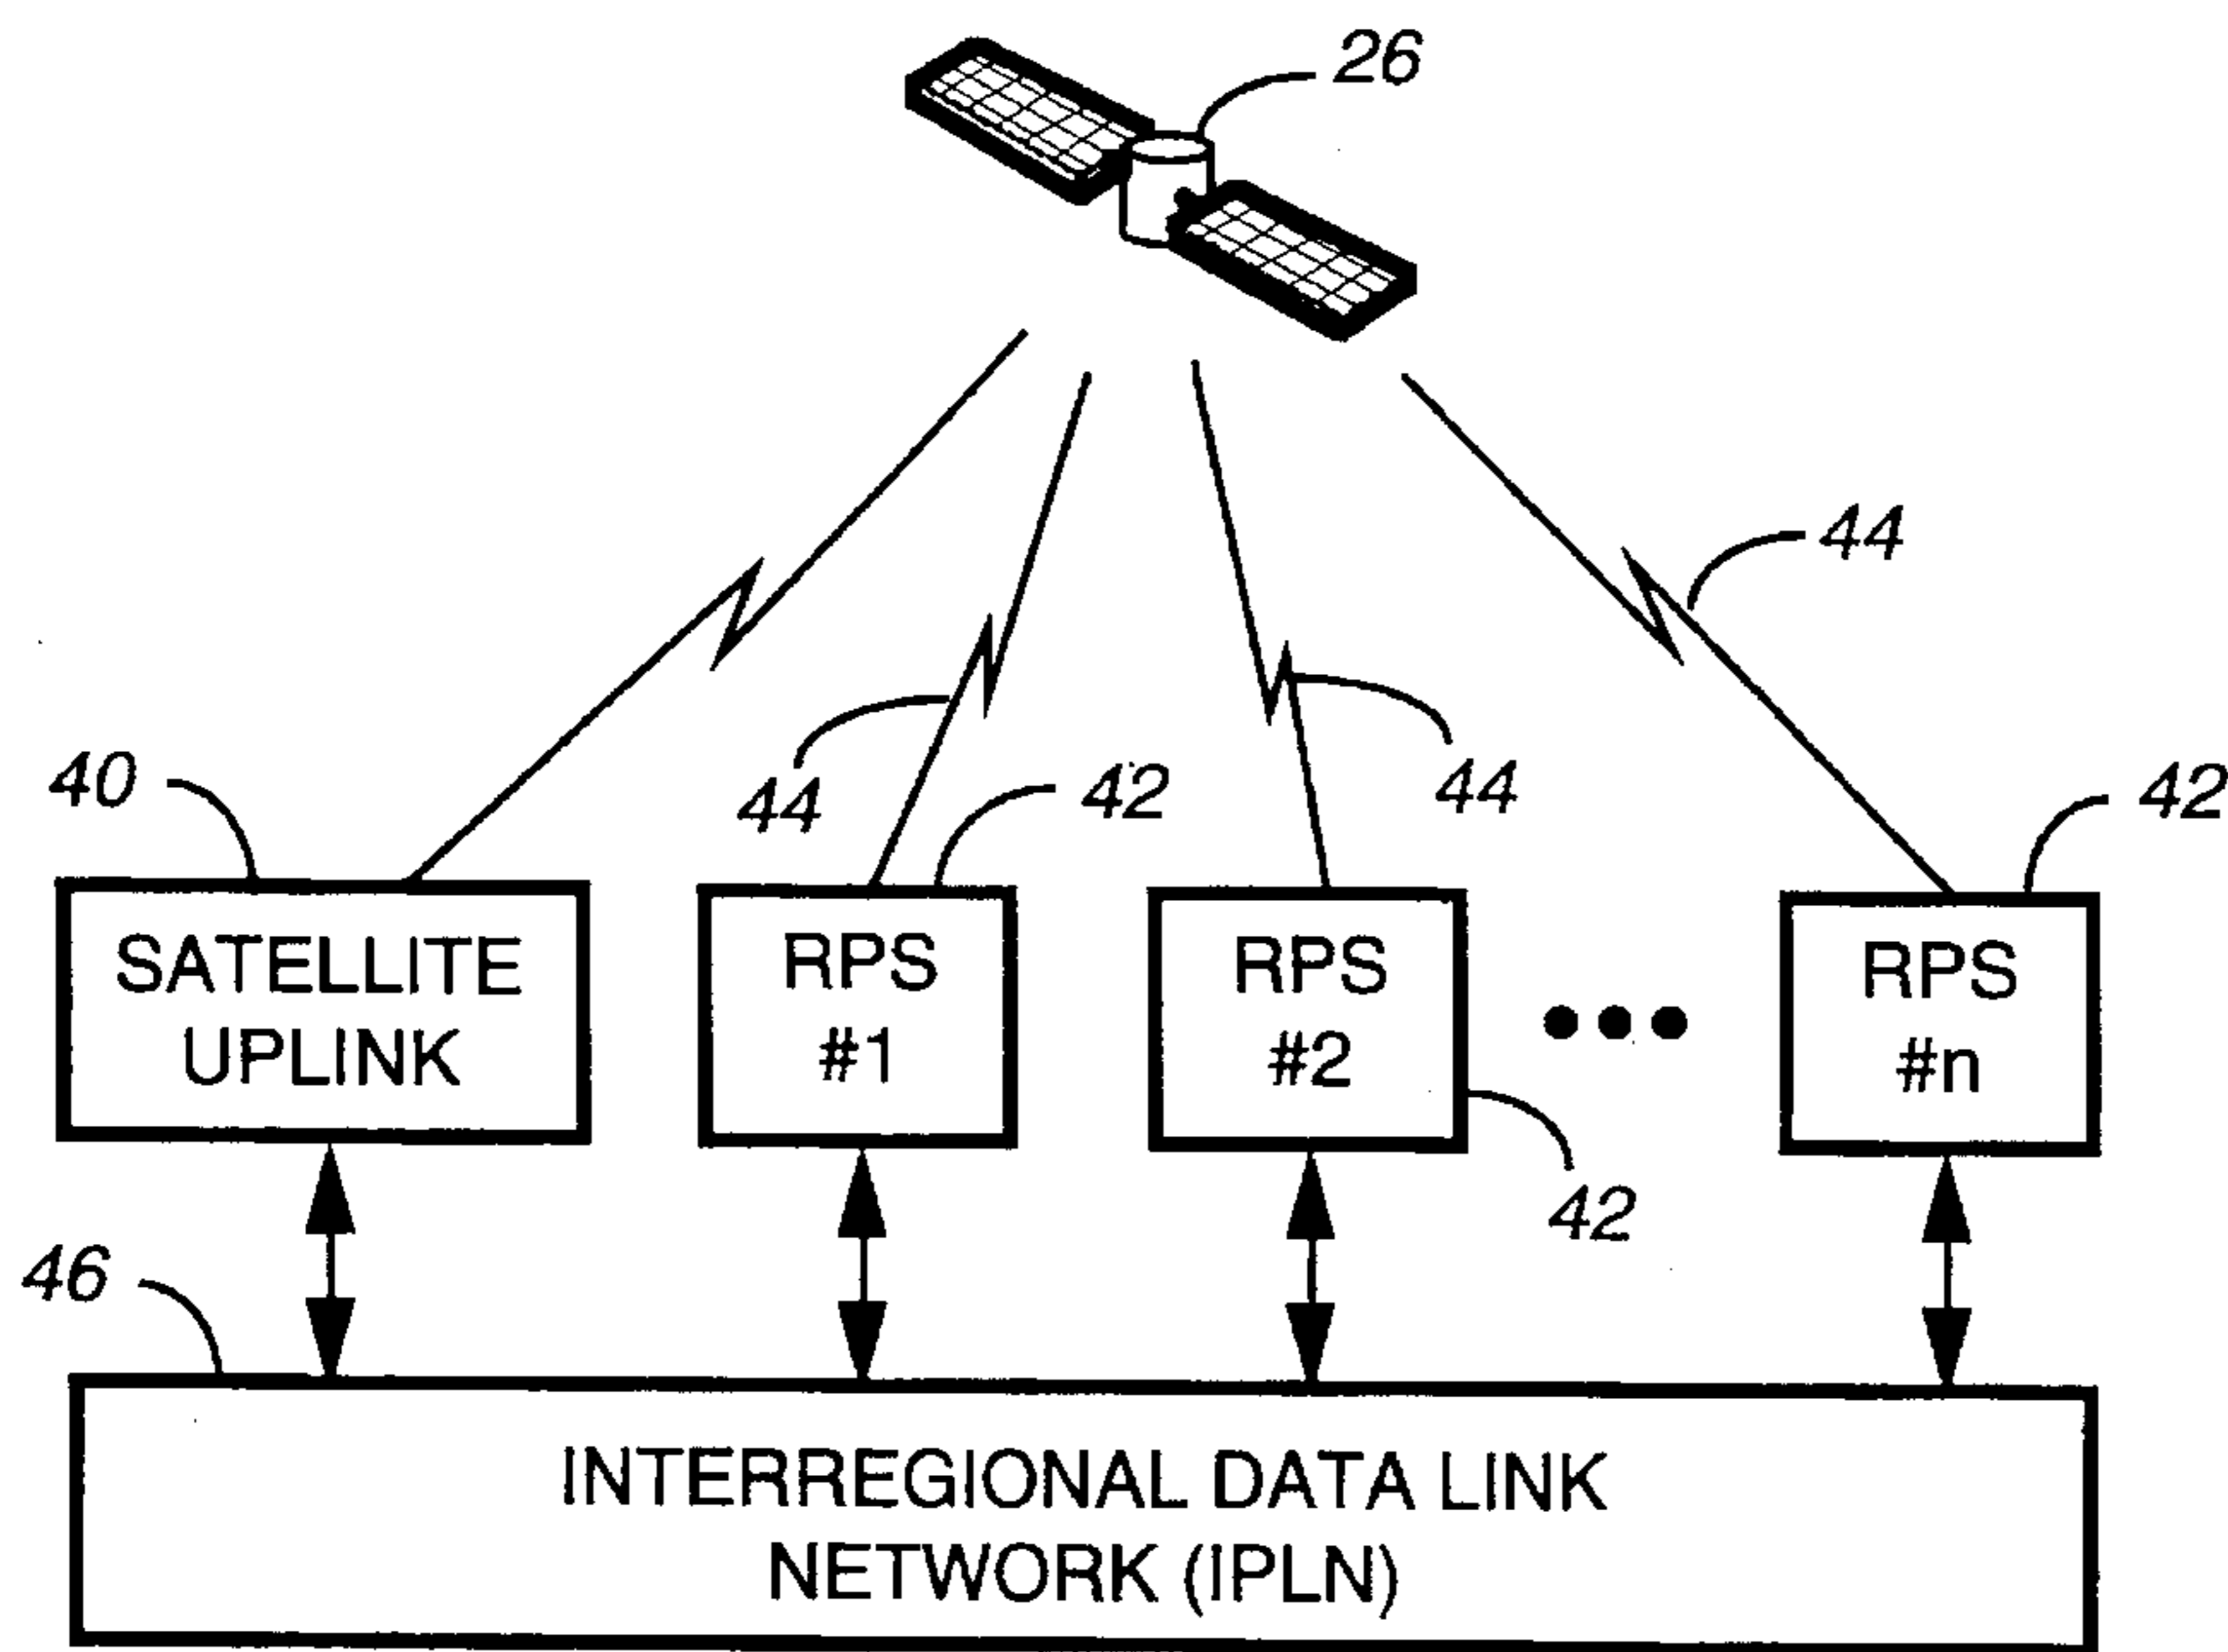 26
44
40
44
42
44
42
SATELLITE
UPLINK
RPS
#1
RPS
#2
RPS
#n
42
46
INTERREGIONAL DATA LINK
NETWORK (IPLN)